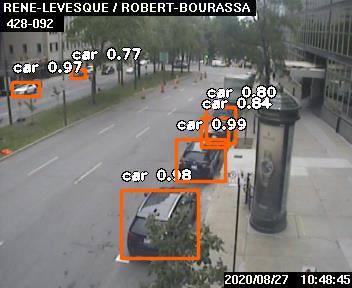 RENE-LEVESQUE / ROBERT-BOURASSA
428-092
car 0.77
car 0.97
car 0.80
car 0.84
car 0.99
car 0.98
2020/08/27 10:48:45